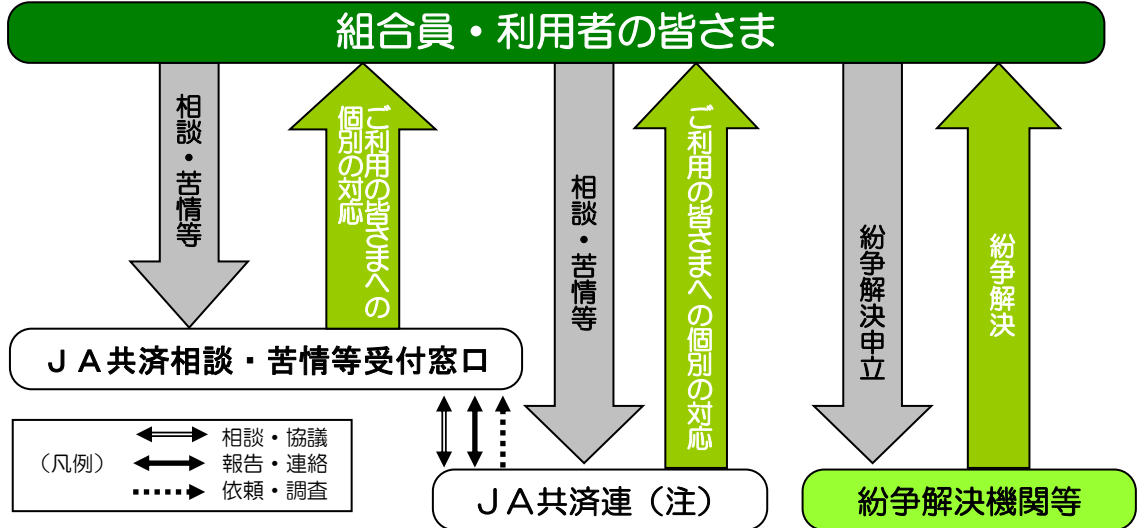 組合員・利用者の皆さま
相談・苦情等
ご利用の皆さまへの
個別の対応
相談・苦情等
ご利用の皆さまへの個別の対応
紛争解決申立
紛争解決
ＪＡ共済相談・苦情等受付窓口
（凡例）
相談・協議
報告・連絡
依頼・調査
ＪＡ共済連（注）
紛争解決機関等